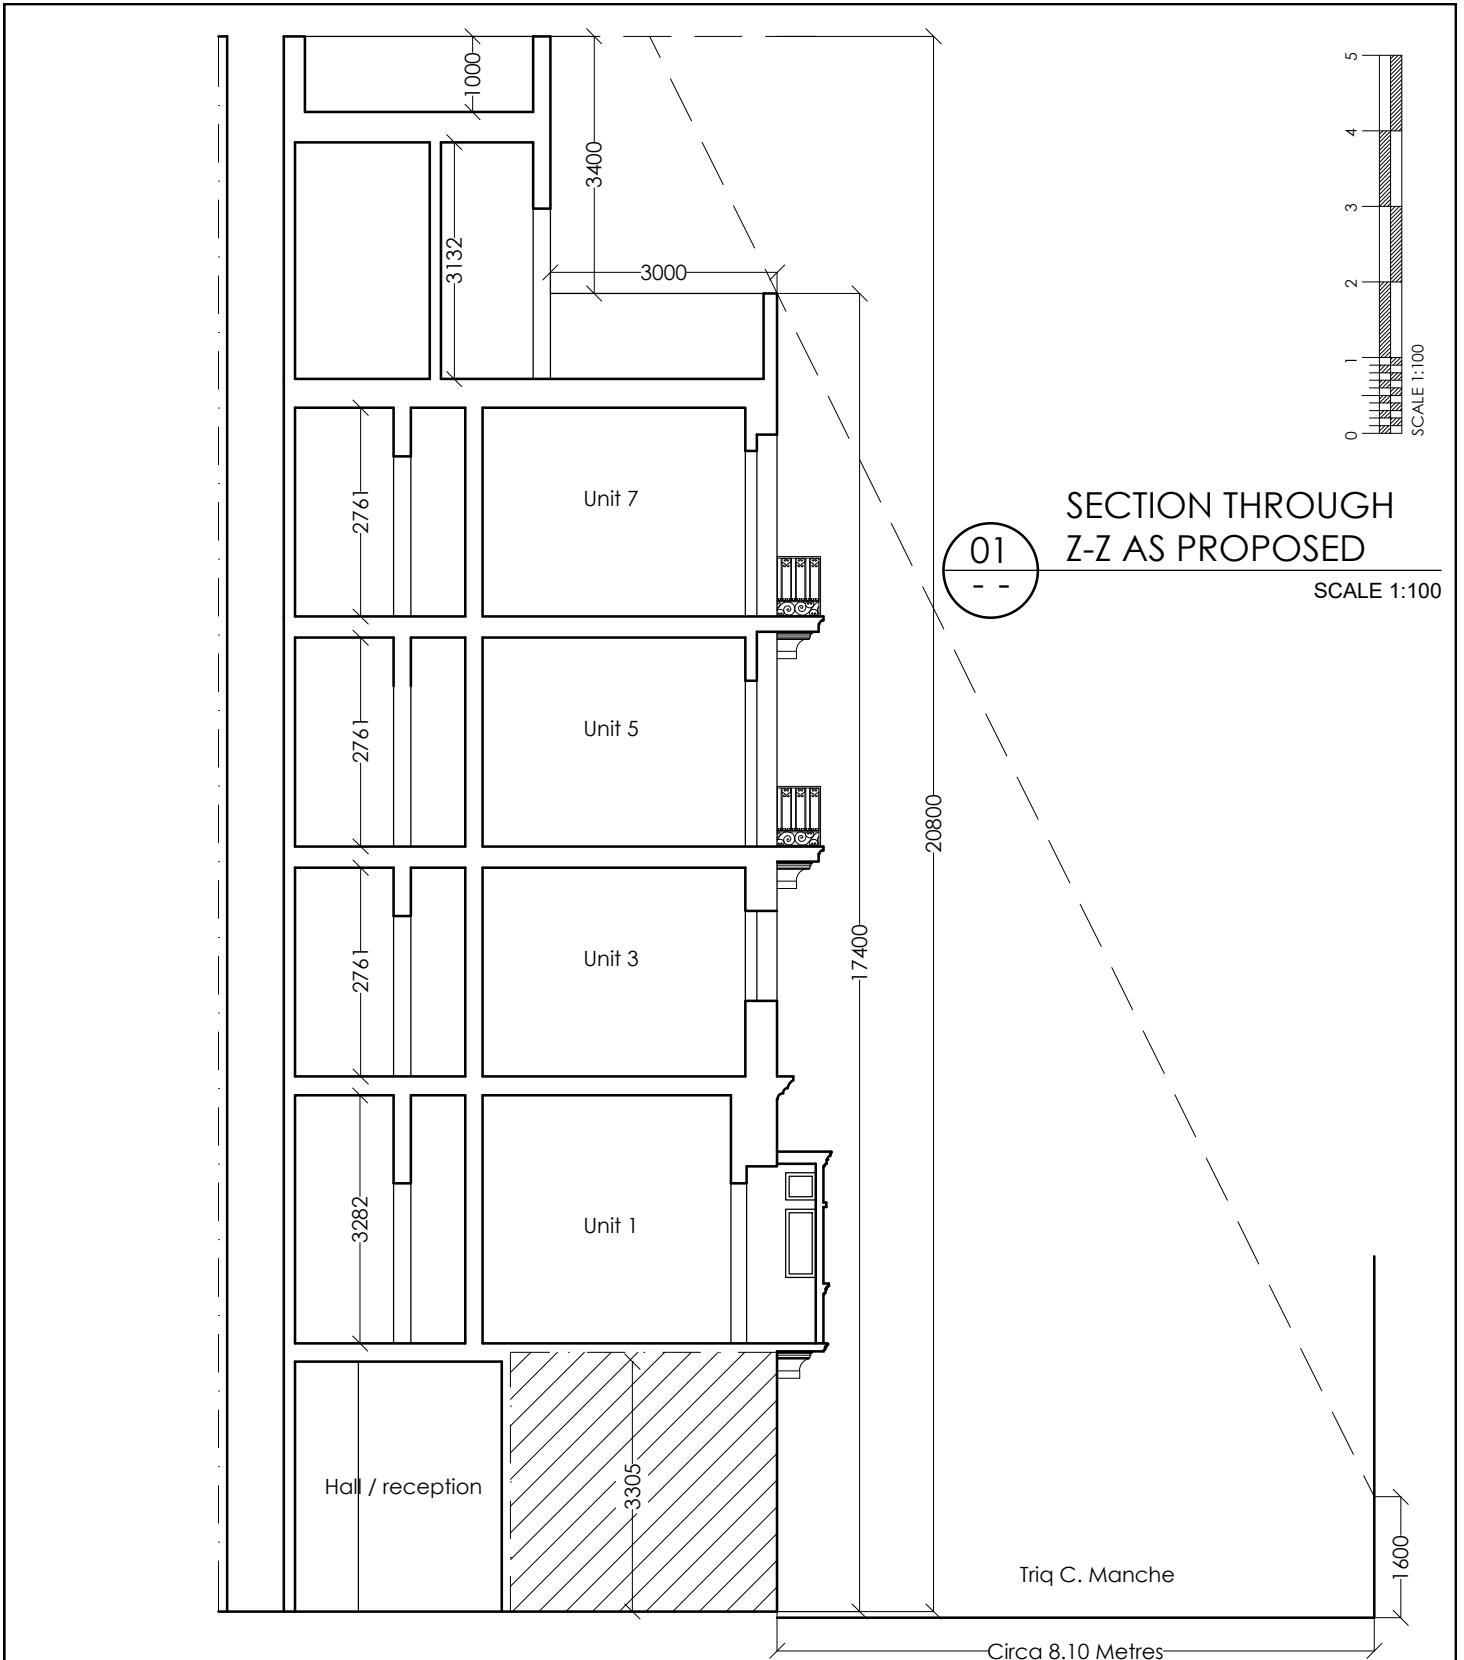 1000
3400
3132
3000
5
4
3
2
1
0
SCALE 1:100
2761
Unit 7
01
- -
SECTION THROUGH
Z-Z AS PROPOSED
SCALE 1:100
2761
Unit 5
20800
2761
Unit 3
17400
3282
Unit 1
Hall / reception
3305
Triq C. Manche
1600
Circa 8.10 Metres